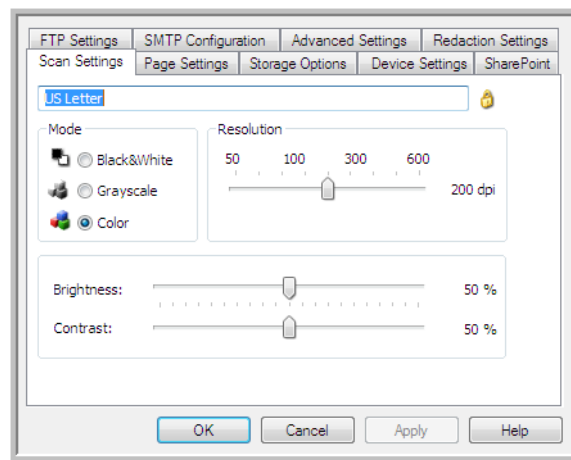 FTP Settings SMTP Configuration Advanced Settings Redaction Settings
Scan Settings Page Settings Storage Options Device Settings SharePoint
US Letter
Mode
Black&White
Grayscale
Color
Resolution
50 100 300 600
200 dpi
Brightness: 50 %
Contrast: 50 %
OK Cancel Apply Help